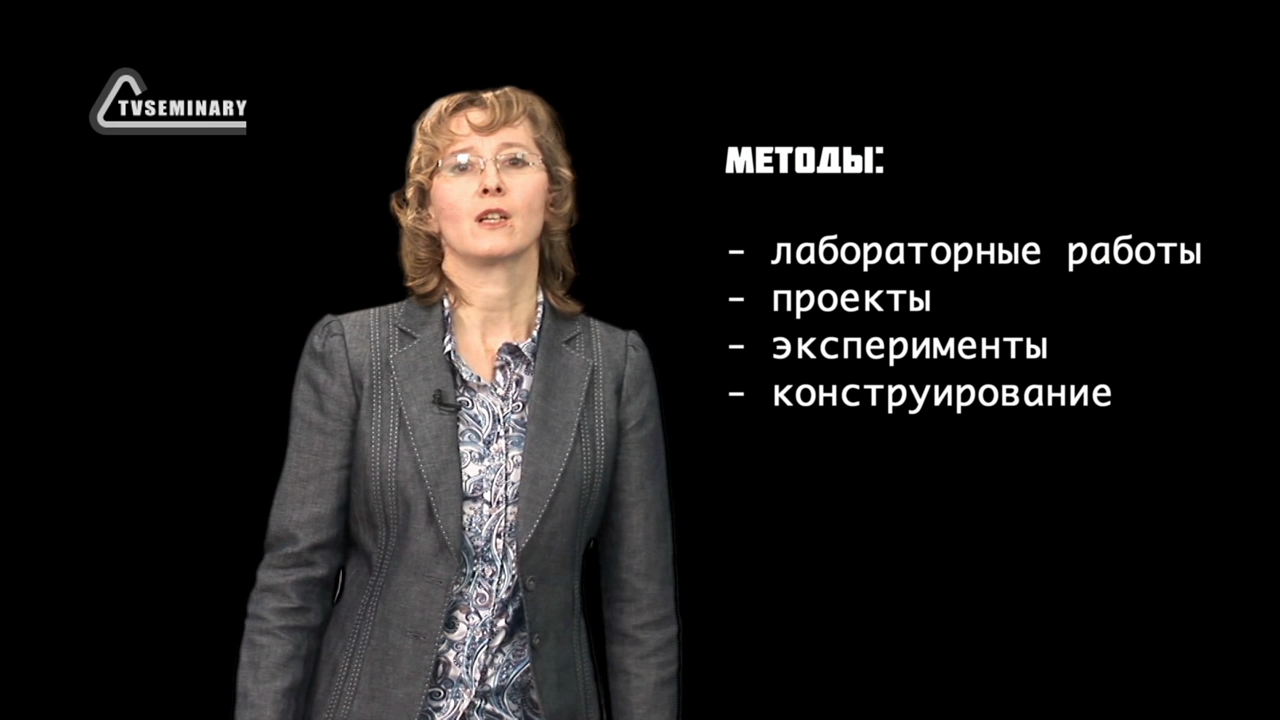 TVSEMINARY
МЕТОДЫ:
- лабораторные работы
- проекты
- эксперименты
- конструирование